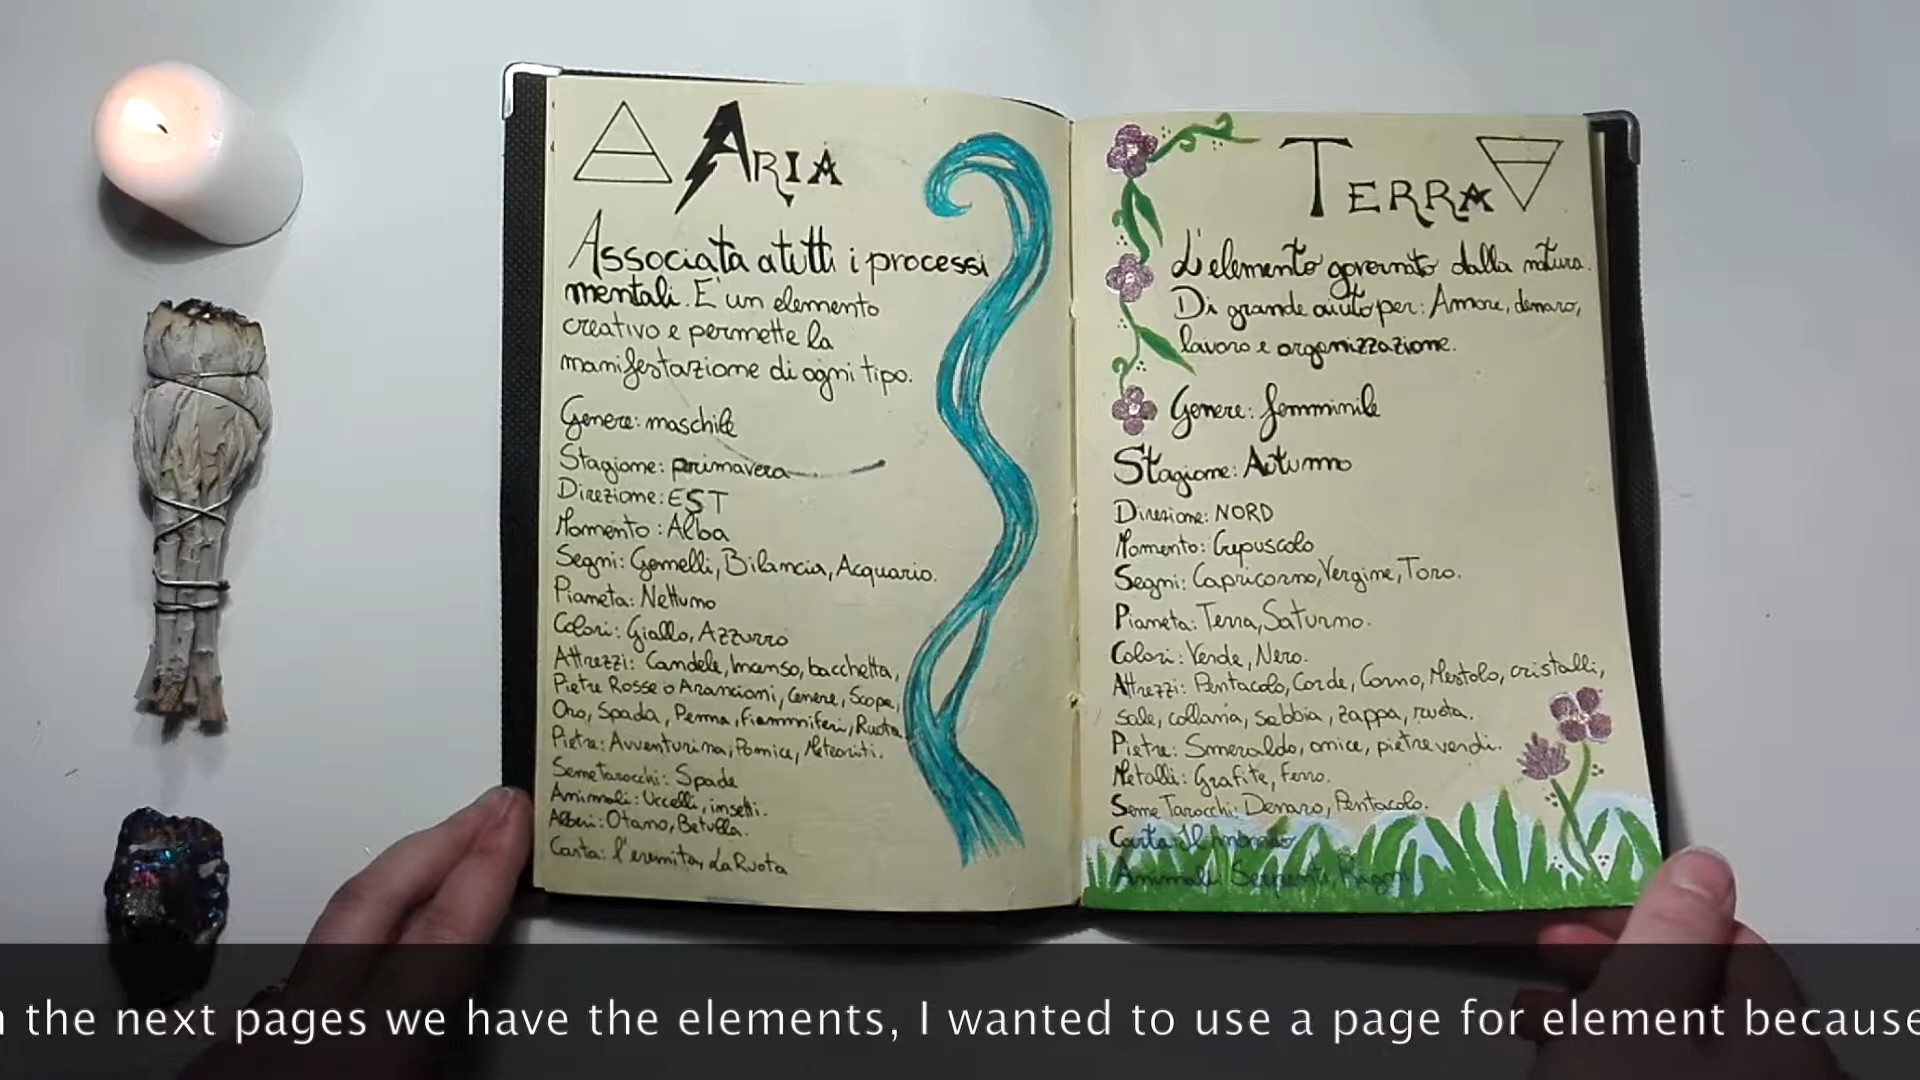 ARIA
Associata a tutti i processi
mentali. E' un elemento
creativo e permette la
manifestazione di ogni tipo.
Genere: maschile
Stagione: primavera
Direzione: EST
Momento: Alba
Segni: Gemelli, Bilancia, Acquario.
Pianeta: Nettuno
Colori: Giallo, Azzurro
Attrezzi: Candele, Incenso, bacchetta,
Pietre Rosse o Arancioni, Cenere, Scopa,
Oro, Spada, Penna, Fiammiferi, Ruota
Pietre: Avventurina, Pomice, Meteoriti.
Seme Tarocchi: Spade
Animali: Uccelli, insetti.
Alberi: Otano, Betulla.
Carta: l'eremita, La Ruota
TERRA
L'elemento governato dalla natura.
Di grande aiuto per: Amore, denaro,
lavoro e organizzazione.
Genere: femminile
Stagione: Autunno
Direzione: NORD
Momento: Crepuscolo
Segni: Capricorno, Vergine, Toro.
Pianeta: Terra, Saturno.
Colori: Verde, Nero.
Attrezzi: Pentacolo, Corde, Corno, Mestolo, cristalli,
sale, collana, sabbia, zappa, ruota.
Pietre: Smeraldo, onice, pietre verdi.
Metalli: Grafite, Ferro.
Seme Tarocchi: Denaro, Pentacolo.
Carta: Il mondo
Animali: Serpenti, Ragni
n the next pages we have the elements, I wanted to use a page for element because